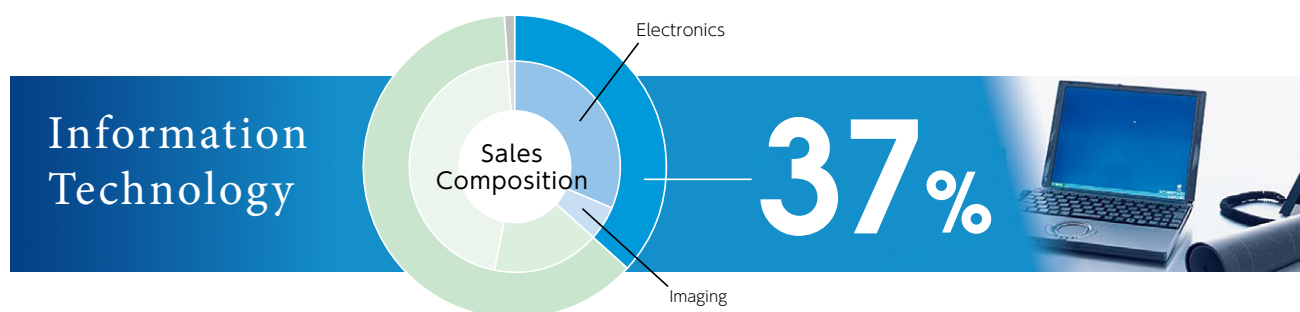 Electronics
Information
Technology
Sales
Composition
37%
Imaging